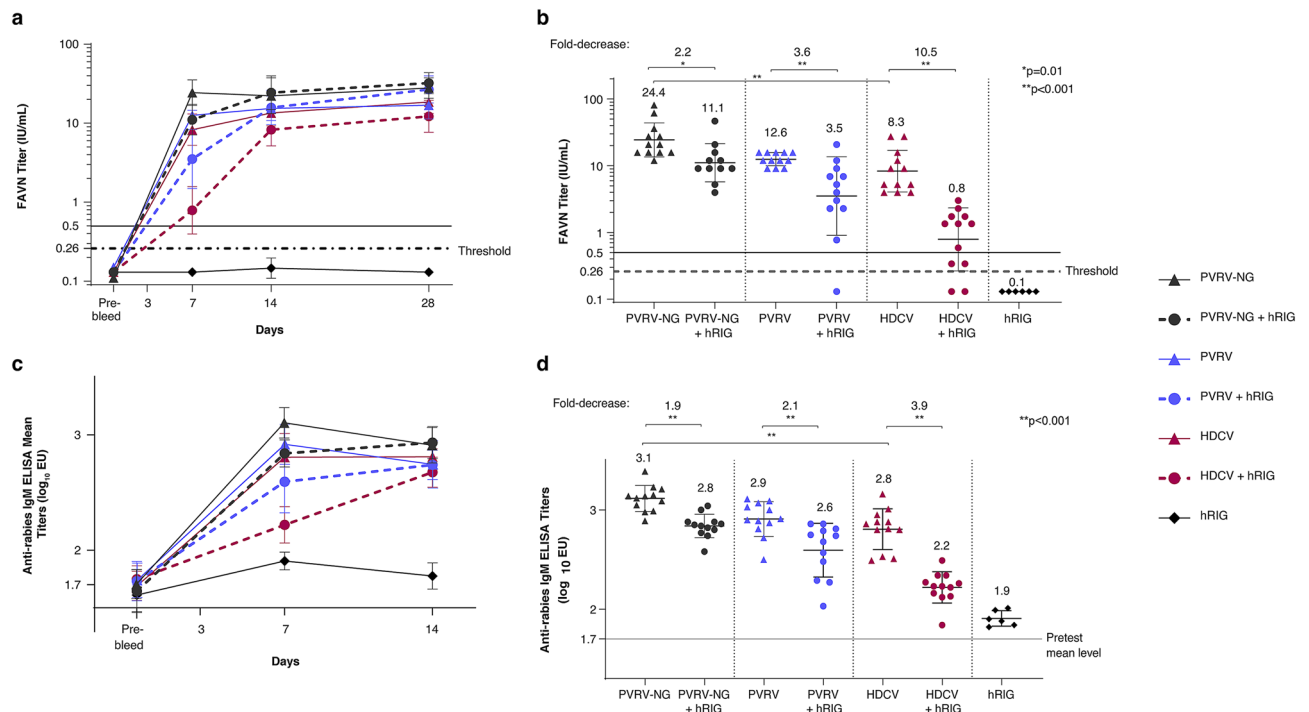 a
100
10
1
0.5
0.26
0.1
FAVN Titer (IU/mL)
Threshold
Pre-
bleed
3
7
14
28
Days
b
Fold-decrease:
2.2
3.6
10.5
*
**
**
**
*p=0.01
**p<0.001
100
10
1
0.5
0.26
0.1
FAVN Titer (IU/mL)
24.4
11.1
12.6
3.5
8.3
0.8
0.1
Threshold
PVRV-NG
PVRV-NG
+ hRIG
PVRV
PVRV
+ hRIG
HDCV
HDCV
+ hRIG
hRIG
PVRV-NG
PVRV-NG + hRIG
PVRV
PVRV + hRIG
HDCV
HDCV + hRIG
hRIG
c
3
2
1.7
Anti-rabies IgM ELISA Mean
Titers (log10 EU)
Pre-
bleed
3
7
14
Days
d
Fold-decrease:
1.9
2.1
3.9
**
**
**
**
**p<0.001
3
2
1.7
Anti-rabies IgM ELISA Titers
(log 10 EU)
3.1
2.8
2.9
2.6
2.8
2.2
1.9
Pretest
mean level
PVRV-NG
PVRV-NG
+ hRIG
PVRV
PVRV
+ hRIG
HDCV
HDCV
+ hRIG
hRIG